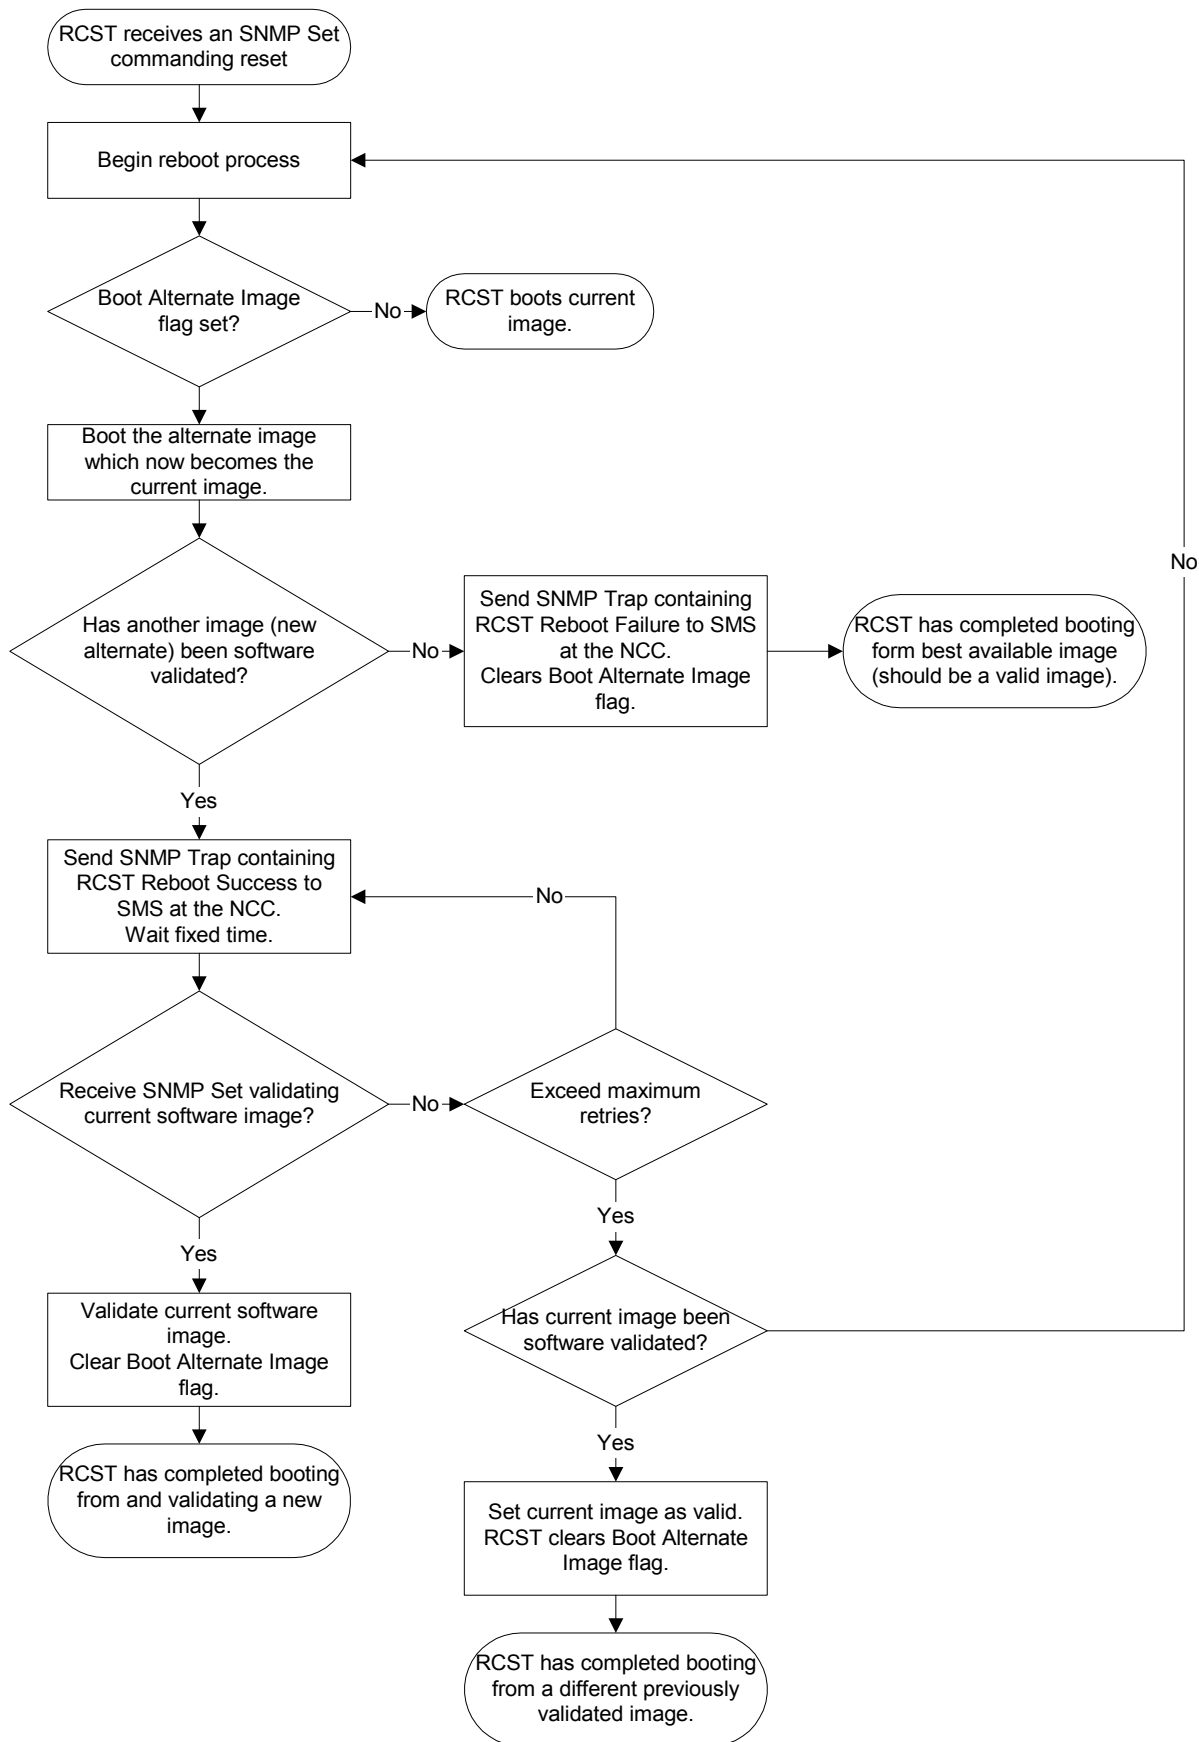 RCST receives an SNMP Set
commanding reset
Begin reboot process
Boot Alternate Image
flag set?
No
RCST boots current
image.
Boot the alternate image
which now becomes the
current image.
No
Has another image (new
alternate) been software
validated?
No
Send SNMP Trap containing
RCST Reboot Failure to SMS
at the NCC.
Clears Boot Alternate Image
flag.
RCST has completed booting
form best available image
(should be a valid image).
Yes
Send SNMP Trap containing
RCST Reboot Success to
SMS at the NCC.
Wait fixed time.
No
Receive SNMP Set validating
current software image?
No
Exceed maximum
retries?
Yes
Yes
Validate current software
image.
Clear Boot Alternate Image
flag.
Has current image been
software validated?
RCST has completed booting
from and validating a new
image.
Yes
Set current image as valid.
RCST clears Boot Alternate
Image flag.
RCST has completed booting
from a different previously
validated image.